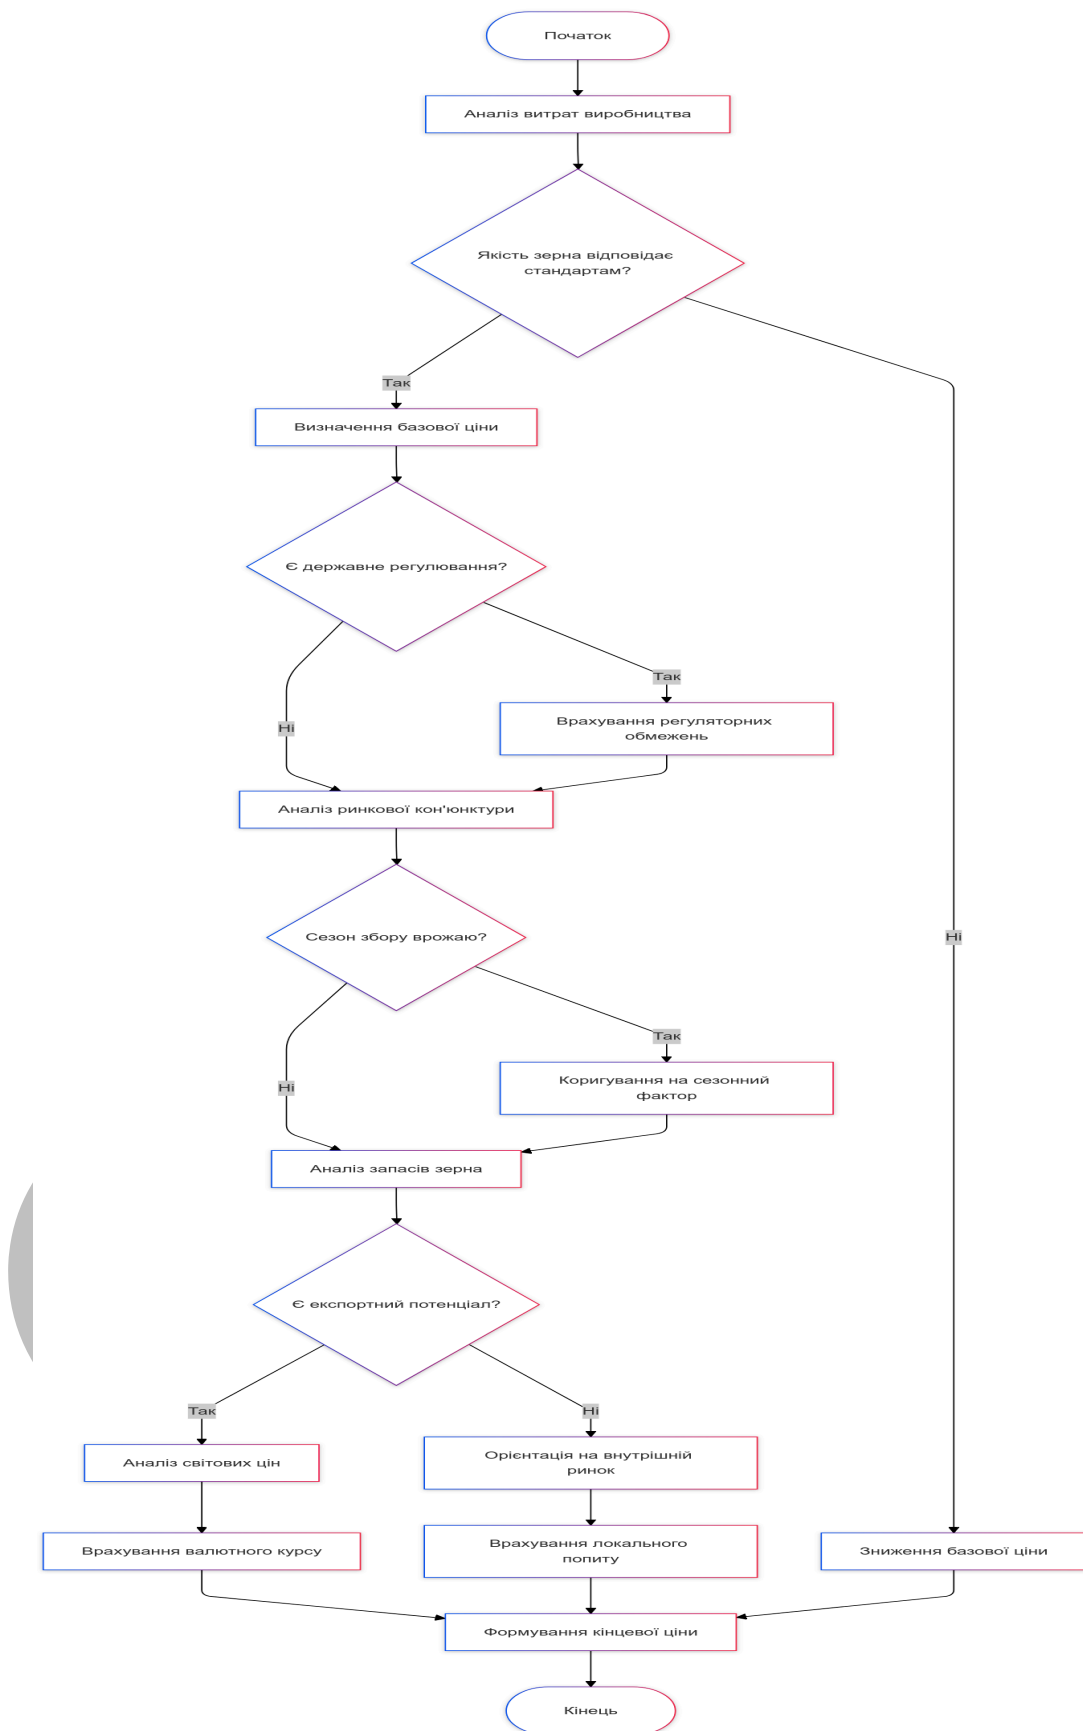 Початок
Аналіз витрат виробництва
Якість зерна відповідає
стандартам?
Так
Визначення базової ціни
Є державне регулювання?
Так
Врахування регуляторних
обмежень
Ні
Аналіз ринкової кон'юнктури
Сезон збору врожаю?
Ні
Так
Коригування на сезонний
фактор
Ні
Аналіз запасів зерна
Є експортний потенціал?
Так
Ні
Аналіз світових цін
Орієнтація на внутрішній
ринок
Врахування валютного курсу
Врахування локального
попиту
Зниження базової ціни
Формування кінцевої ціни
Кінець